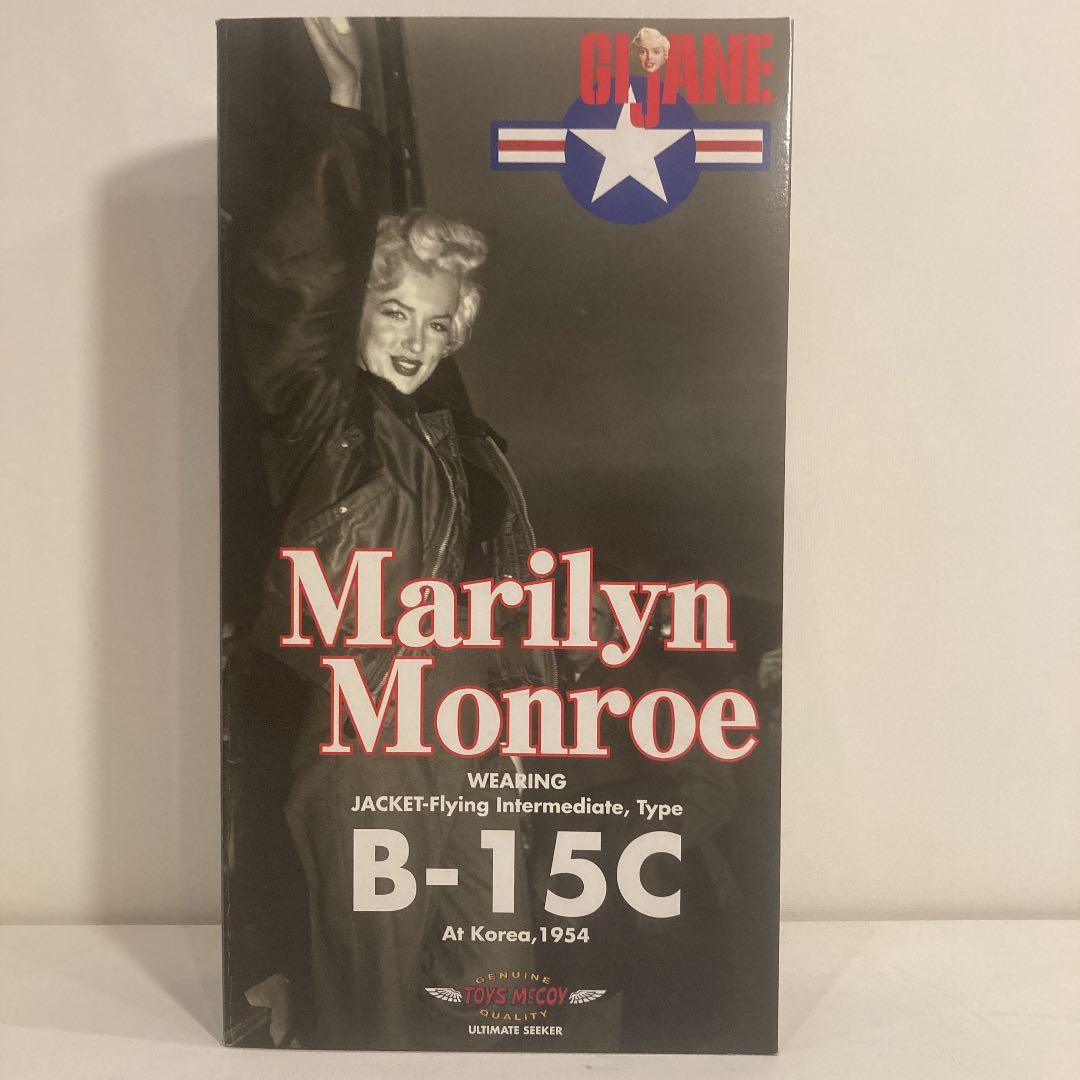 GI JANE
Marilyn
Monroe
WEARING
JACKET-Flying Intermediate, Type
B-15C
At Korea,1954
GENUINE
TOYS McCOY
QUALITY
ULTIMATE SEEKER